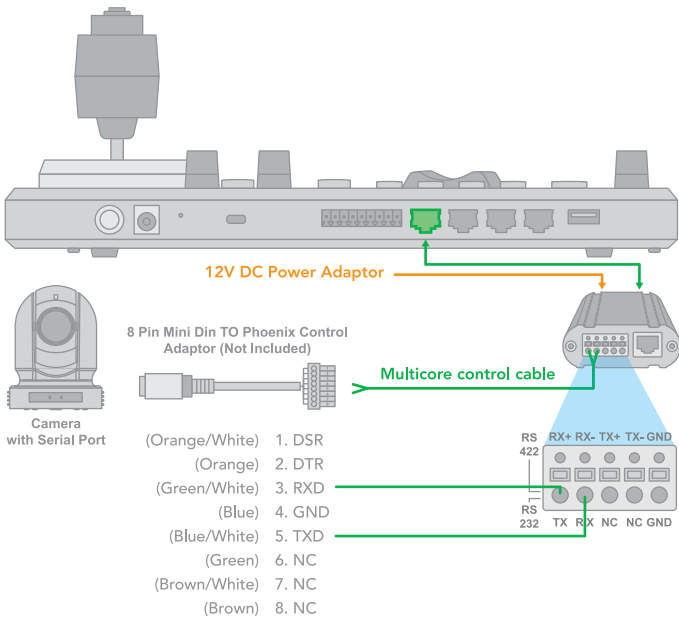 12V DC Power Adaptor
8 Pin Mini Din TO Phoenix Control
Adaptor (Not Included)
Multicore control cable
Camera
with Serial Port
(Orange/White) 1. DSR
(Orange) 2. DTR
(Green/White) 3. RXD
(Blue) 4. GND
(Blue/White) 5. TXD
(Green) 6. NC
(Brown/White) 7. NC
(Brown) 8. NC
RS
422
RX+ RX- TX+ TX- GND
RS
232
TX RX NC NC GND